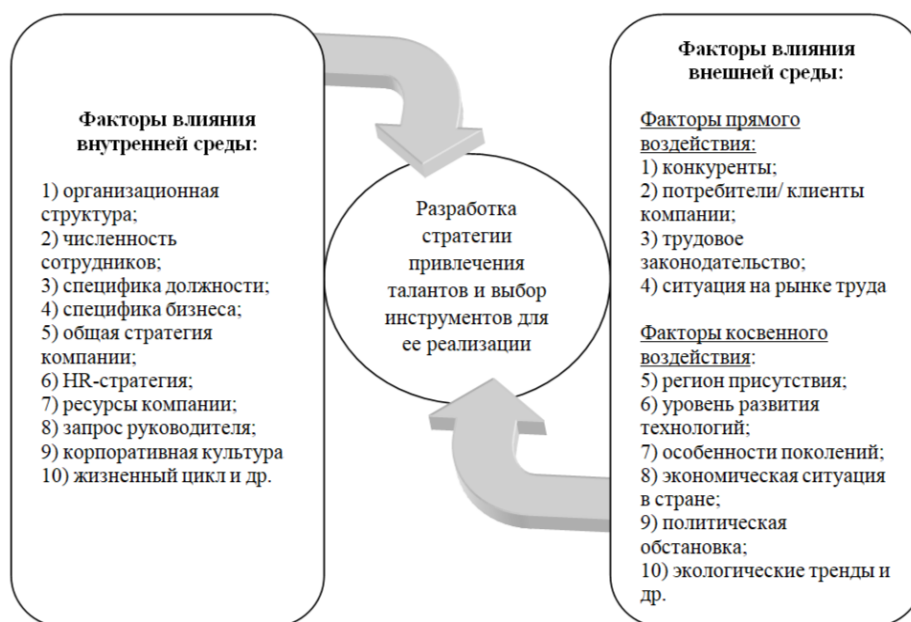 Факторы влияния
внутренней среды:
1) организационная
структура;
2) численность
сотрудников;
3) специфика должности;
4) специфика бизнеса;
5) общая стратегия
компании;
6) HR-стратегия;
7) ресурсы компании;
8) запрос руководителя;
9) корпоративная культура
10) жизненный цикл и др.
Разработка
стратегии
привлечения
талантов и выбор
инструментов для
ее реализации
Факторы влияния
внешней среды:
Факторы прямого
воздействия:
1) конкуренты;
2) потребители/ клиенты
компании;
3) трудовое
законодательство;
4) ситуация на рынке труда
Факторы косвенного
воздействия:
5) регион присутствия;
6) уровень развития
технологий;
7) особенности поколений;
8) экономическая ситуация
в стране;
9) политическая
обстановка;
10) экологические тренды и
др.